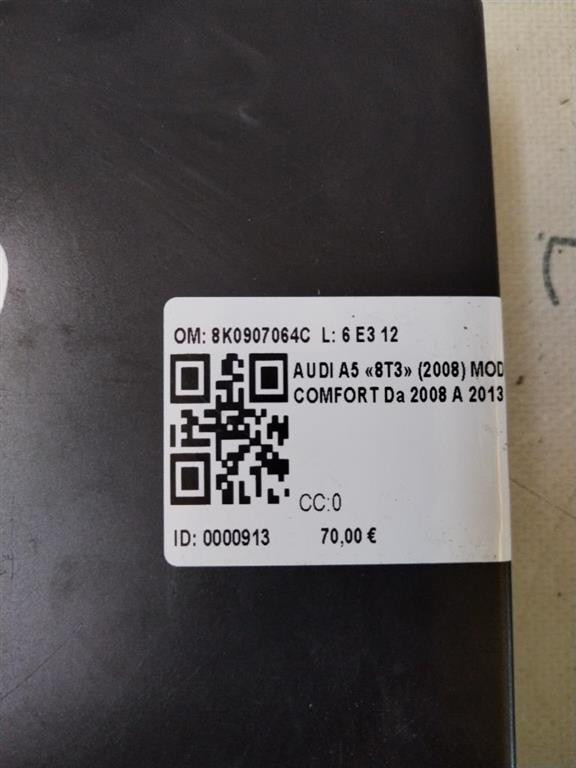 OM: 8K0907064C L: 6 E3 12
AUDI A5 «8T3» (2008) MOD
COMFORT Da 2008 A 2013
CC:0
ID: 0000913 70,00 €